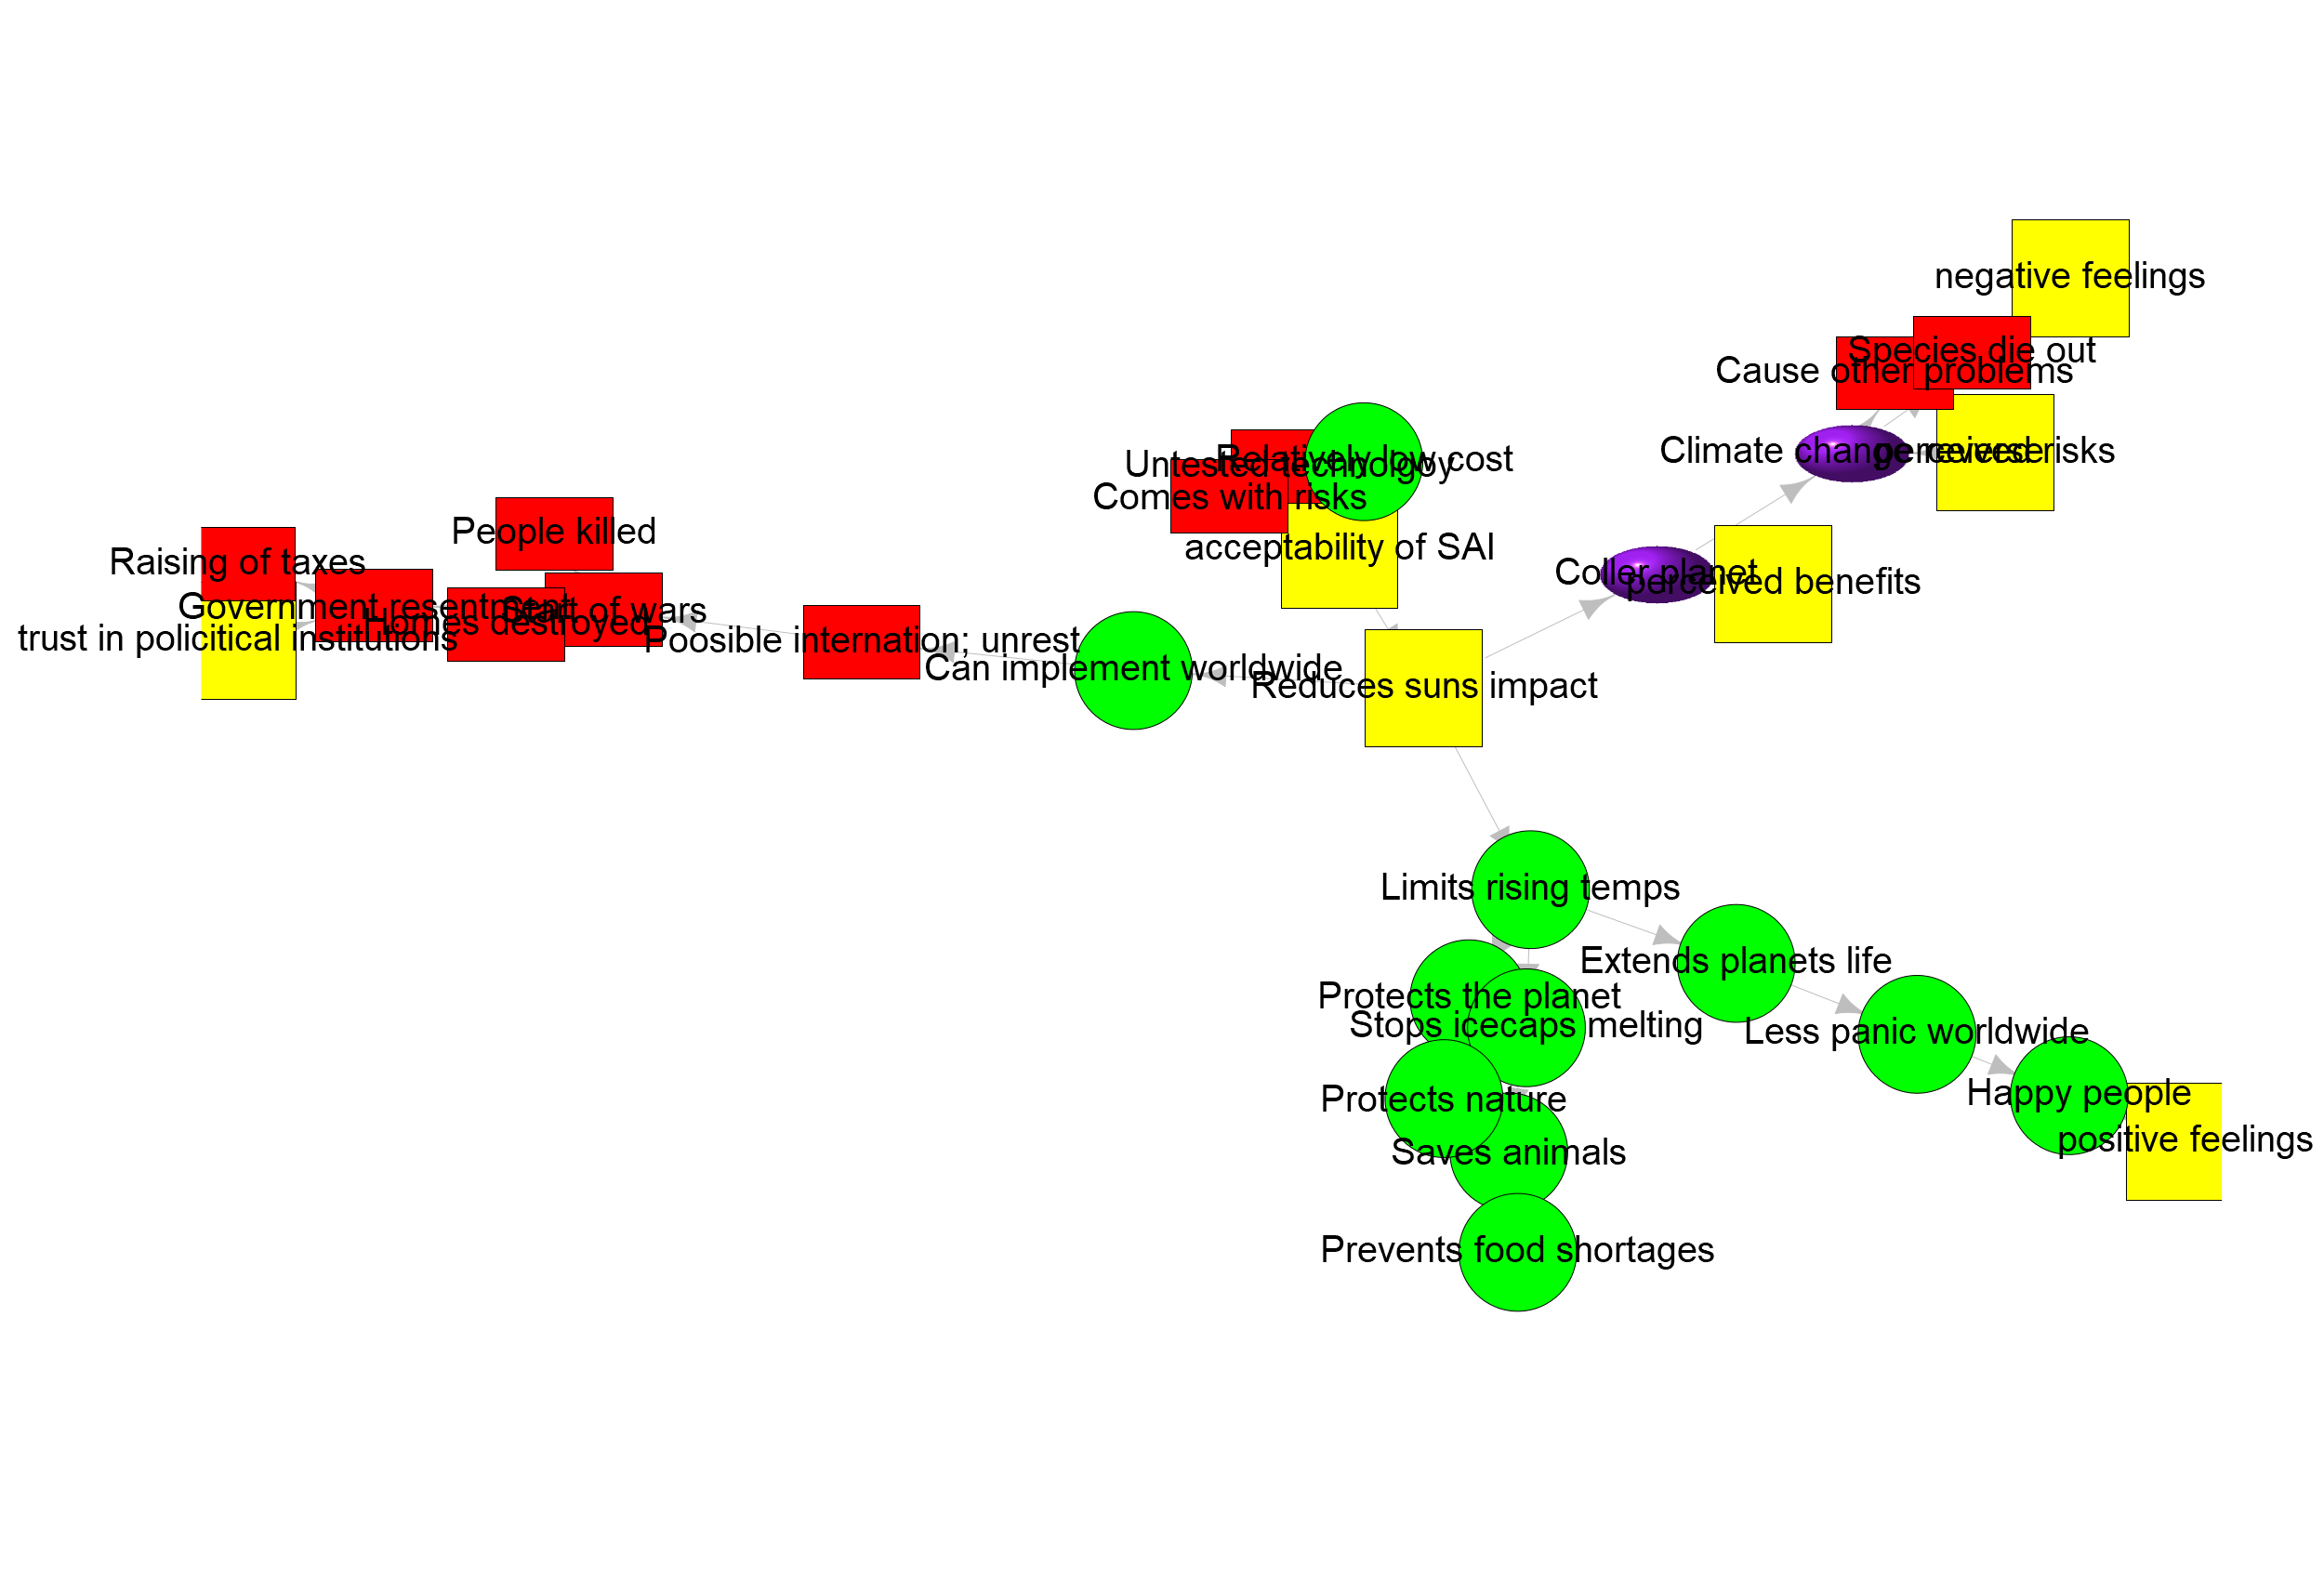 negative feelings
Species die out
Cause other problems
Climate change reverse
perceived risks
Relatively low cost
Untested technolgoy
Comes with risks
acceptability of SAI
People killed
Raising of taxes
Coller planet
perceived benefits
Government resentment
Start of wars
Homes destroyed
trust in policitical institutions
Poosible internation; unrest
Can implement worldwide
Reduces suns impact
Limits rising temps
Extends planets life
Protects the planet
Stops icecaps melting
Less panic worldwide
Happy people
Protects nature
positive feelings
Saves animals
Prevents food shortages